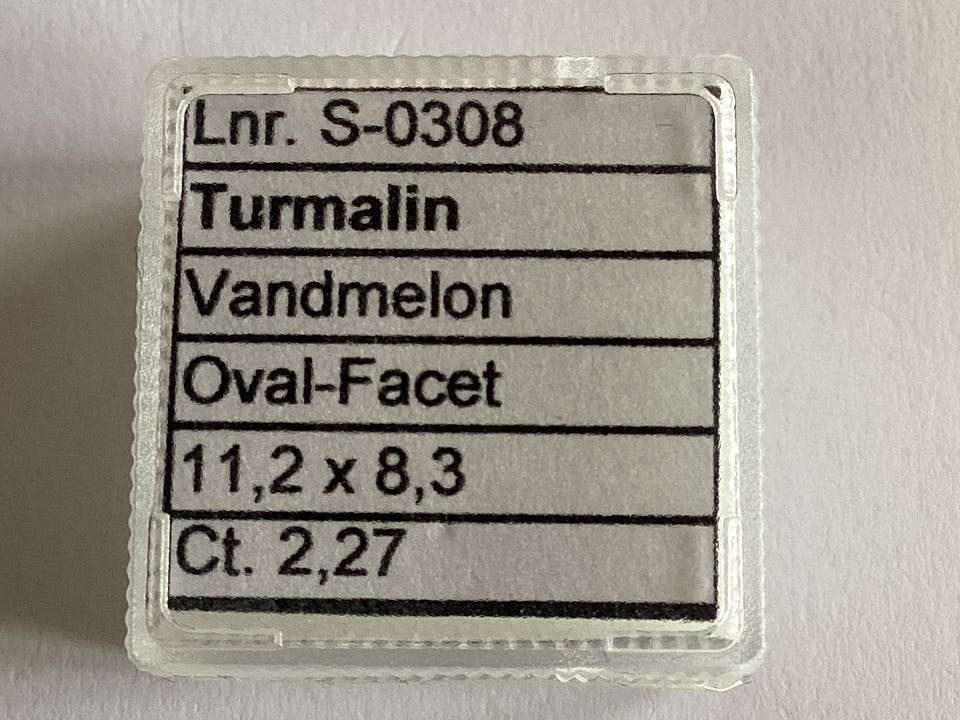 Lnr. S-0308
Turmalin
Vandmelon
Oval-Facet
11,2 x 8,3
Ct. 2,27